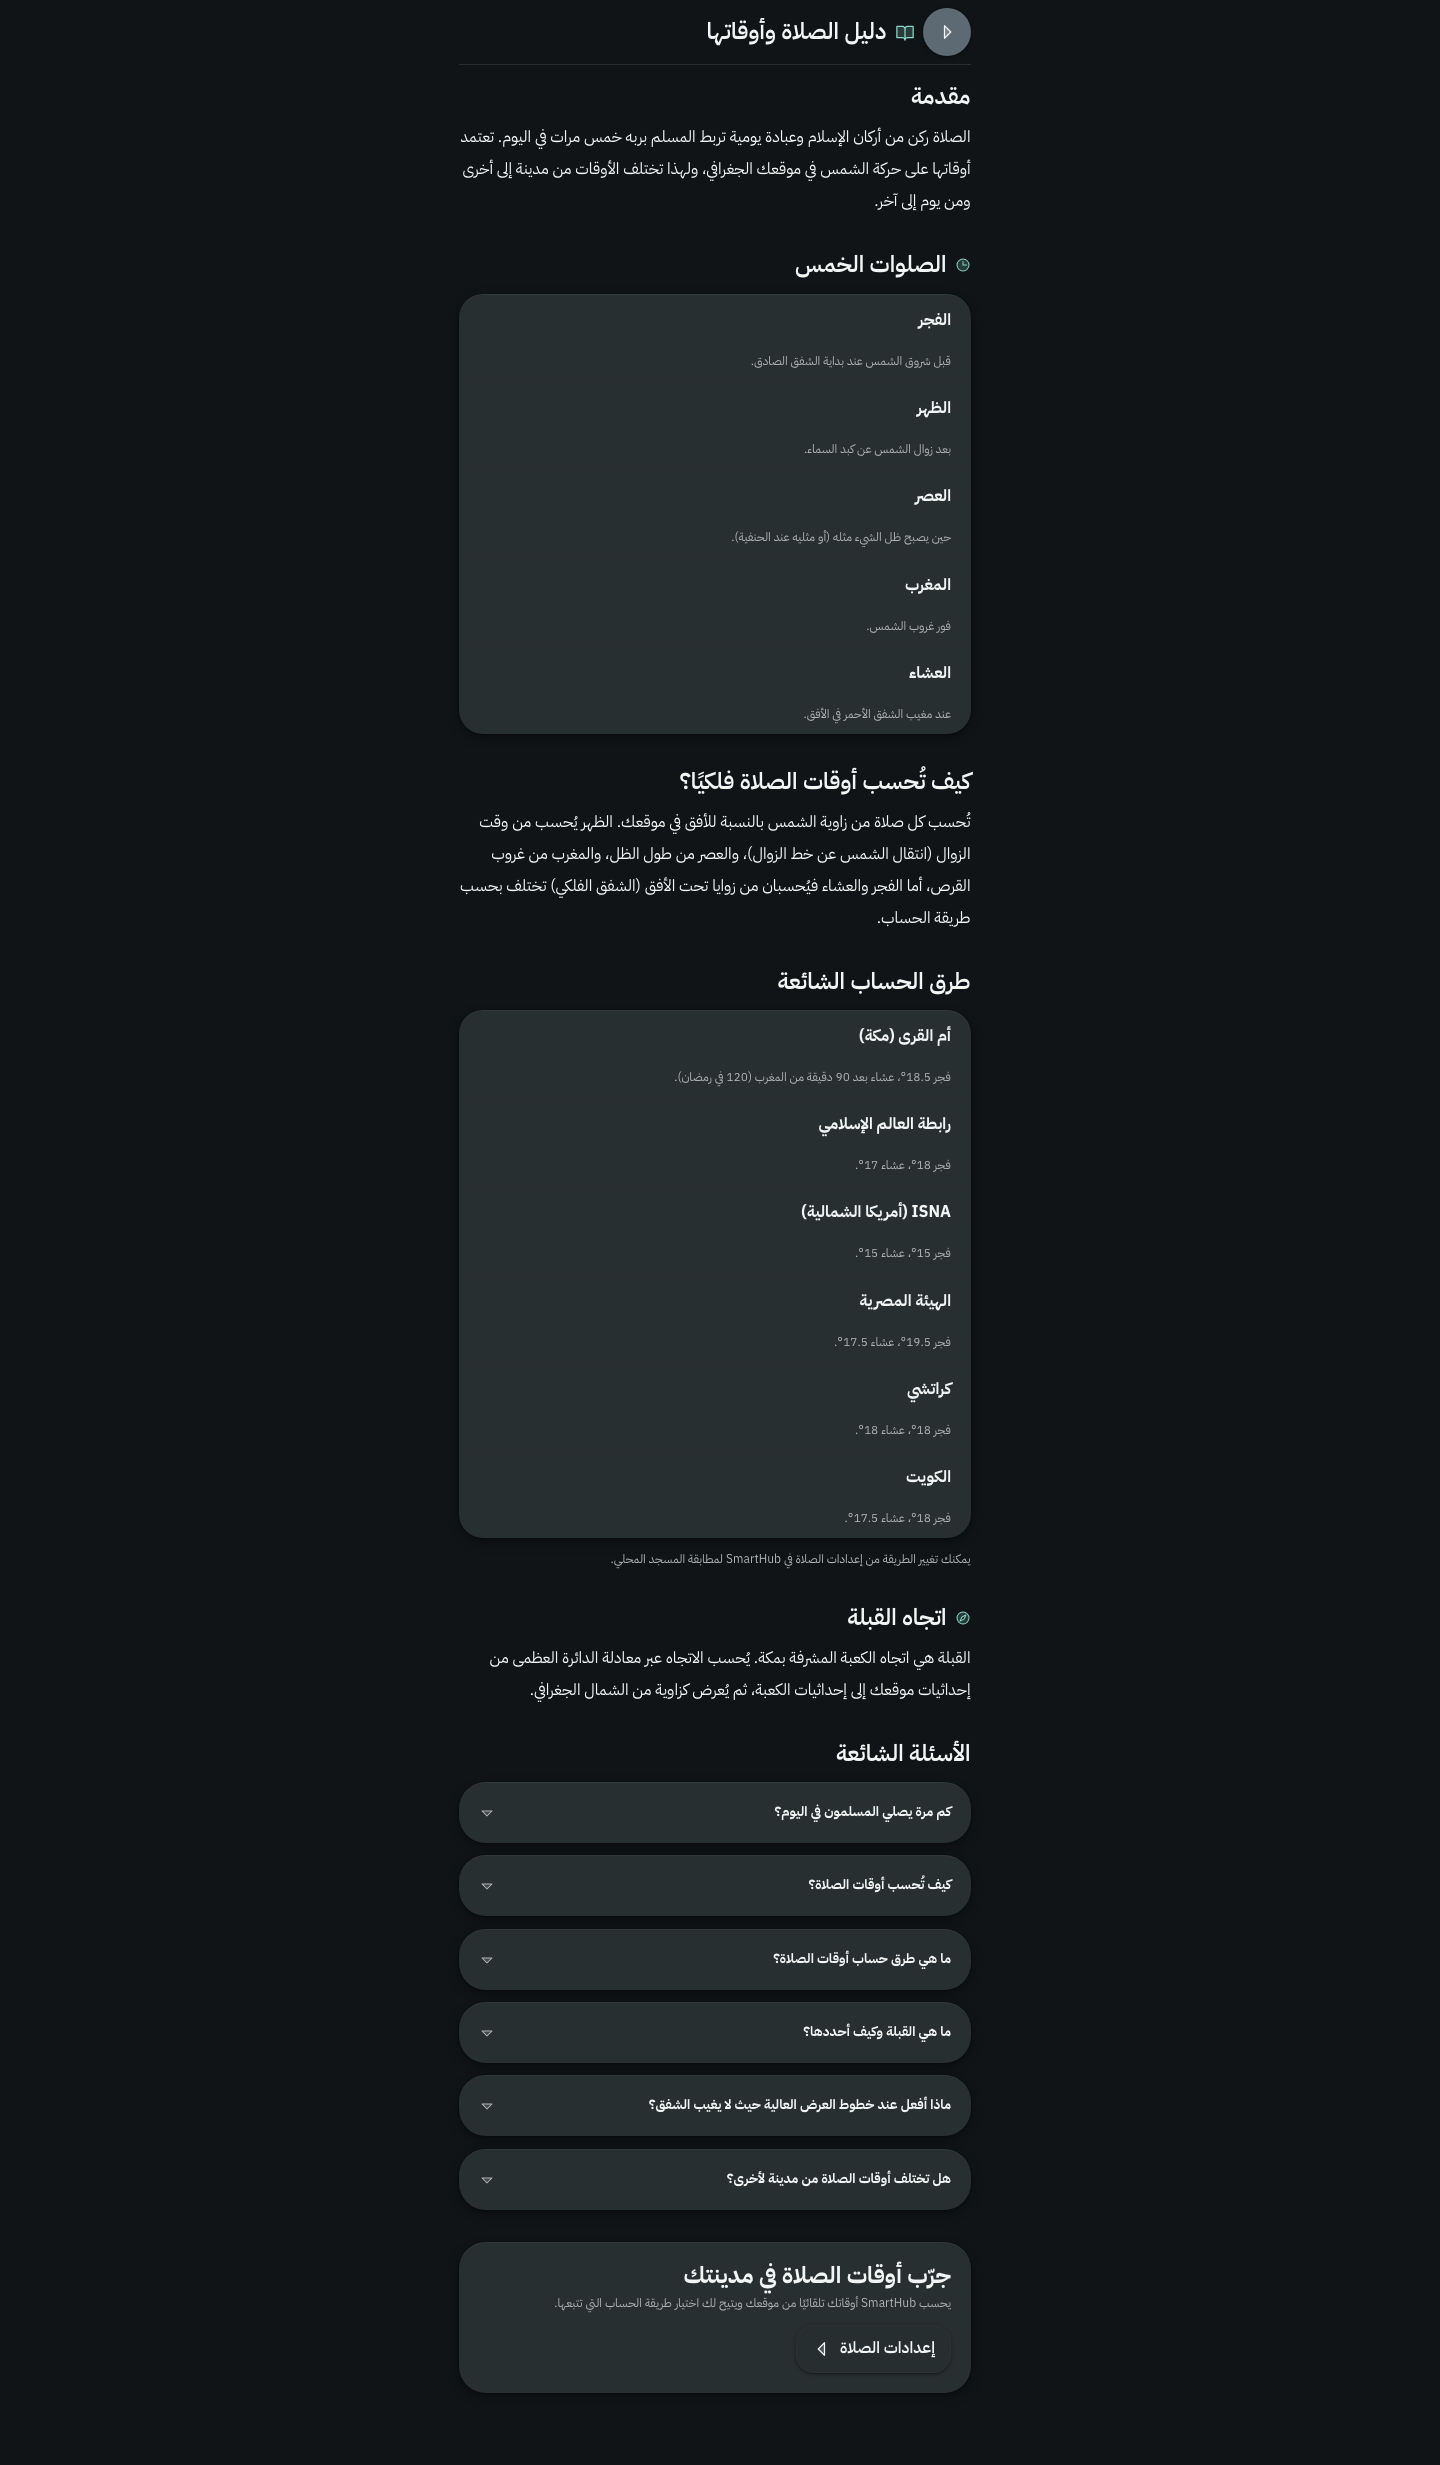 دليل الصلاة وأوقاتها
مقدمة
الصلاة ركن من أركان الإسلام وعبادة يومية تربط المسلم بربه خمس مرات في اليوم. تعتمد
أوقاتها على حركة الشمس في موقعك الجغرافي، ولهذا تختلف الأوقات من مدينة إلى أخرى
ومن يوم إلى آخر.
الصلوات الخمس
الفجر
قبل شروق الشمس عند بداية الشفق الصادق.
الظهر
بعد زوال الشمس عن كبد السماء.
العصر
حين يصبح ظل الشيء مثله (أو مثليه عند الحنفية).
المغرب
فور غروب الشمس.
العشاء
عند مغيب الشفق الأحمر في الأفق.
كيف تُحسب أوقات الصلاة فلكيًا؟
تُحسب كل صلاة من زاوية الشمس بالنسبة للأفق في موقعك. الظهر يُحسب من وقت
الزوال (انتقال الشمس عن خط الزوال)، والعصر من طول الظل، والمغرب من غروب
القرص، أما الفجر والعشاء فيُحسبان من زوايا تحت الأفق (الشفق الفلكي) تختلف بحسب
طريقة الحساب.
طرق الحساب الشائعة
أم القرى (مكة)
فجر 18.5°، عشاء بعد 90 دقيقة من المغرب (120 في رمضان).
رابطة العالم الإسلامي
فجر 18°، عشاء 17°.
ISNA (أمريكا الشمالية)
فجر 15°، عشاء 15°.
الهيئة المصرية
فجر 19.5°، عشاء 17.5°.
كراتشي
فجر 18°، عشاء 18°.
الكويت
فجر 18°، عشاء 17.5°.
يمكنك تغيير الطريقة من إعدادات الصلاة في SmartHub لمطابقة المسجد المحلي.
اتجاه القبلة
القبلة هي اتجاه الكعبة المشرفة بمكة. يُحسب الاتجاه عبر معادلة الدائرة العظمى من
إحداثيات موقعك إلى إحداثيات الكعبة، ثم يُعرض كزاوية من الشمال الجغرافي.
الأسئلة الشائعة
كم مرة يصلي المسلمون في اليوم؟
كيف تُحسب أوقات الصلاة؟
ما هي طرق حساب أوقات الصلاة؟
ما هي القبلة وكيف أحددها؟
ماذا أفعل عند خطوط العرض العالية حيث لا يغيب الشفق؟
هل تختلف أوقات الصلاة من مدينة لأخرى؟
جرّب أوقات الصلاة في مدينتك
يحسب SmartHub أوقاتك تلقائيًا من موقعك ويتيح لك اختيار طريقة الحساب التي تتبعها.
إعدادات الصلاة